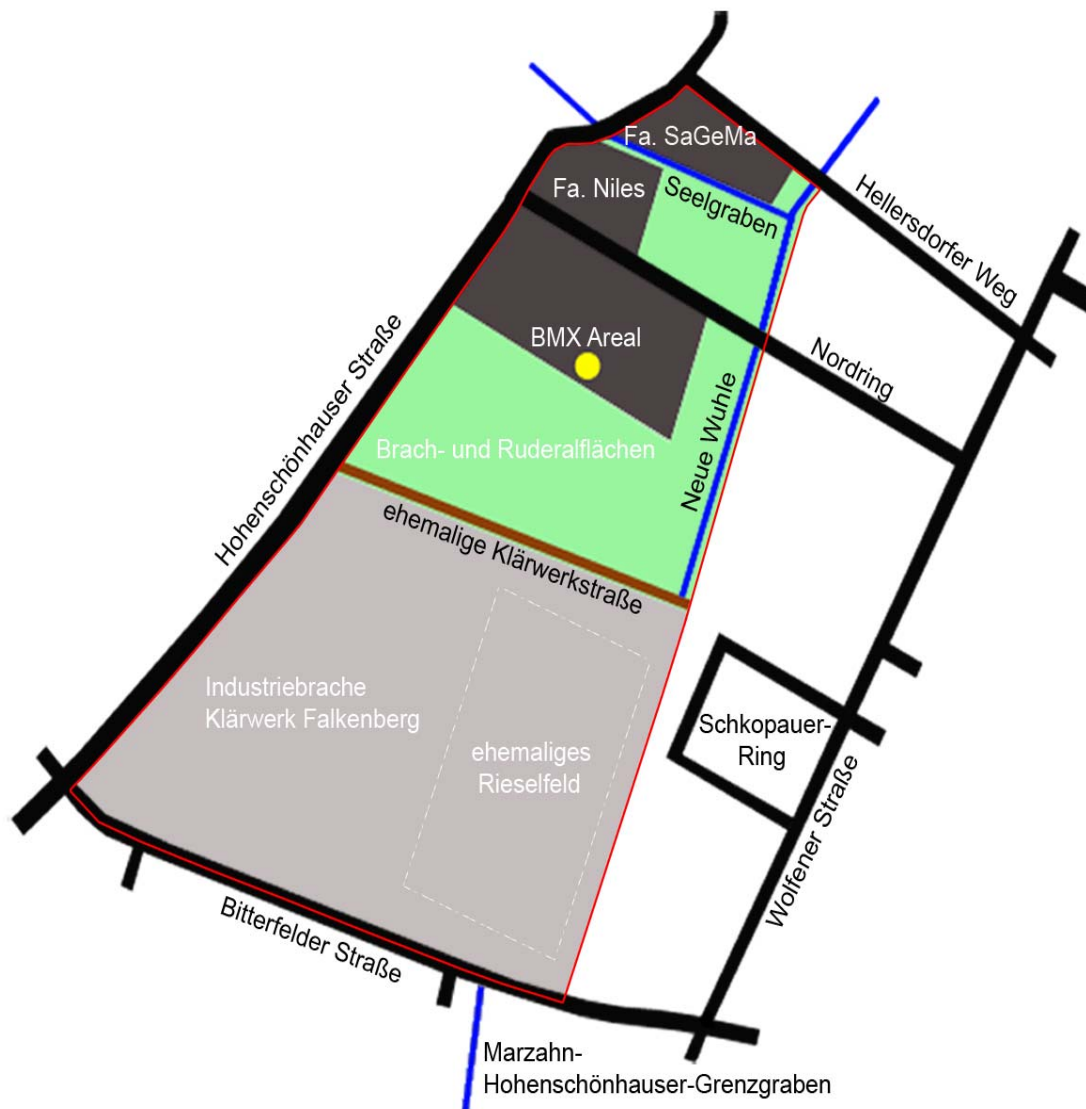 Fa. SaGeMa
Fa. Niles
Seelgraben
Hellersdorfer Weg
BMX Areal
Nordring
Hohenschönhauser Straße
Neue Wuhle
Brach- und Ruderalflächen
ehemalige Klärwerkstraße
Industriebrache
Klärwerk Falkenberg
ehemaliges
Rieselfeld
Schkopauer-
Ring
Wolfener Straße
Bitterfelder Straße
Marzahn-
Hohenschönhauser-Grenzgraben